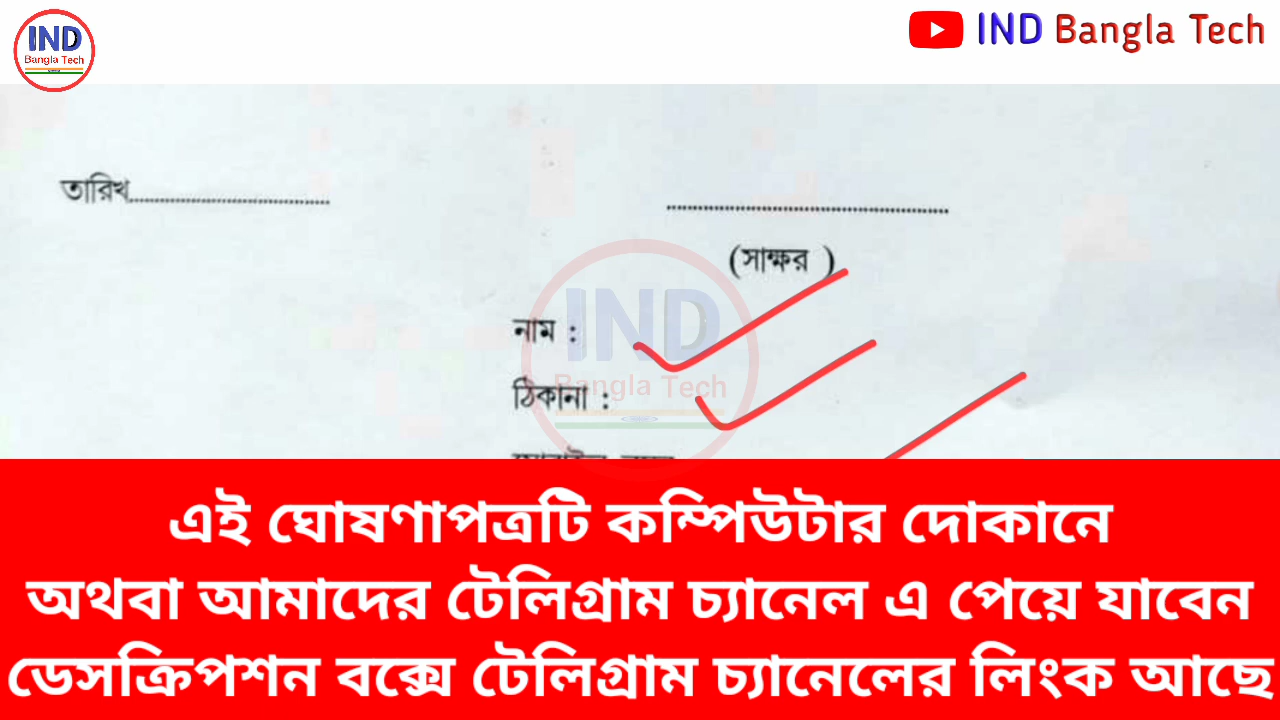 IND
Bangla Tech
IND Bangla Tech
তারিখ.......................................
.......................................................
(সাক্ষর )
নাম :
IND
ঠিকানা :
Bangla Tech
এই ঘোষণাপত্রটি কম্পিউটার দোকানে
অথবা আমাদের টেলিগ্রাম চ্যানেল এ পেয়ে যাবেন
ডেসক্রিপশন বক্সে টেলিগ্রাম চ্যানেলের লিংক আছে